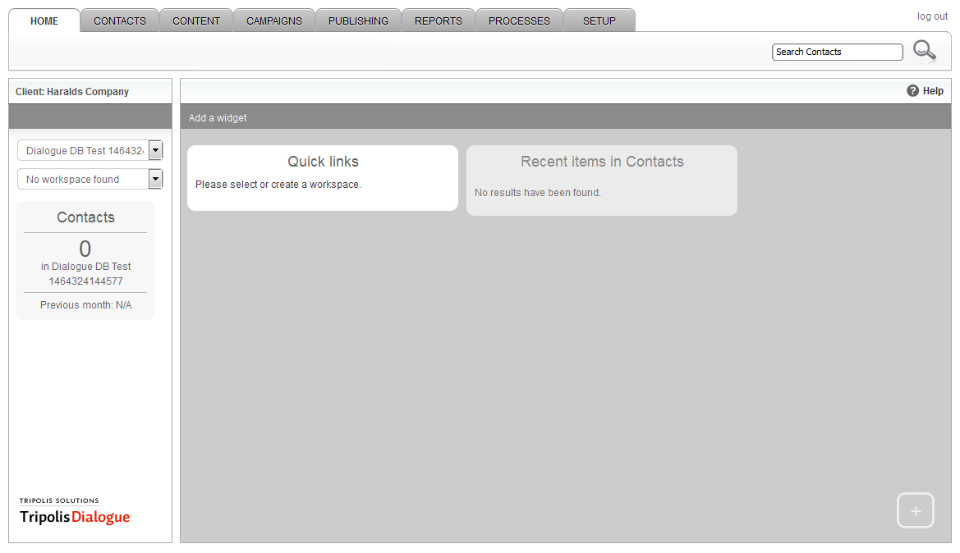 HOME CONTACTS CONTENT CAMPAIGNS PUBLISHING REPORTS PROCESSES SETUP
log out
Search Contacts
Client: Haralds Company
Help
Add a widget
Dialogue DB Test 146432
No workspace found
Contacts
0
in Dialogue DB Test
1464324144577
Previous month: N/A
Quick links
Please select or create a workspace.
Recent items in Contacts
No results have been found.
TRIPOLIS SOLUTIONS
Tripolis Dialogue